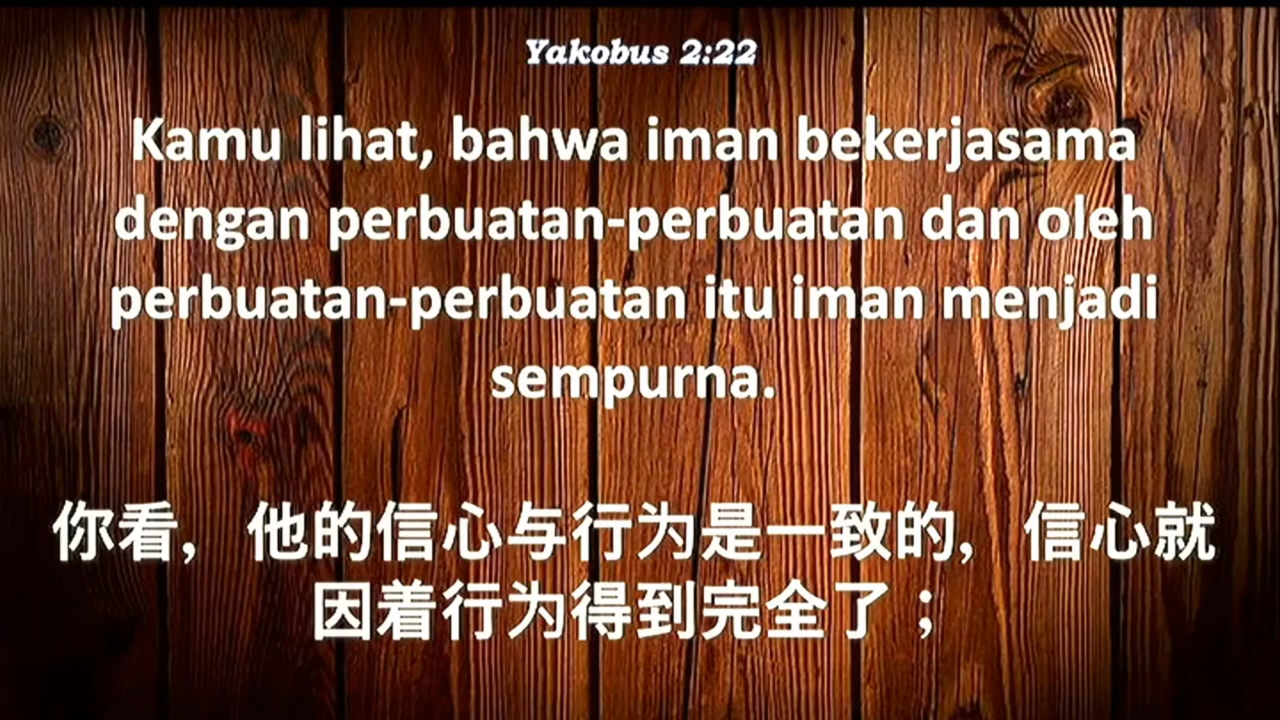 Yakobus 2:22
Kamu lihat, bahwa iman bekerjasama
dengan perbuatan-perbuatan dan oleh
perbuatan-perbuatan itu iman menjadi
sempurna.
你看, 他的信心与行为是一致的, 信心就
因着行为得到完全了；